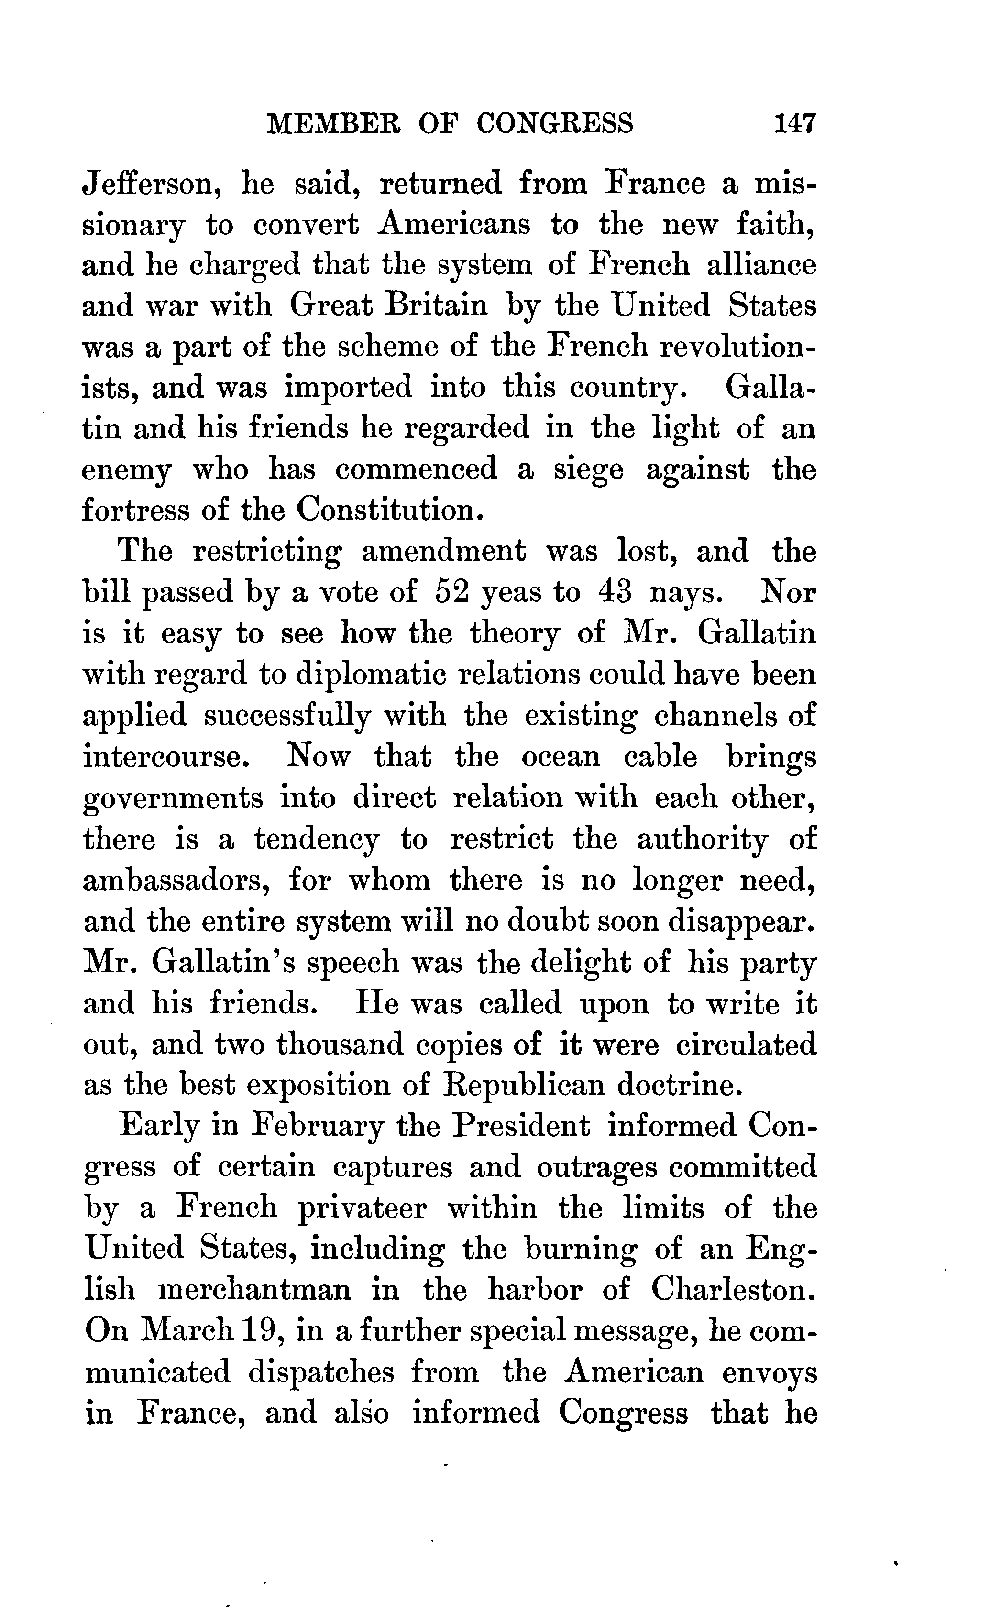 MEMBER OF CONGRESS 147
Jefferson, he said, returned from France a mis-
sionary to convert Americans to the new faith,
and he charged that the system of French alliance
and war with Great Britain by the United States
was a part of the scheme of the French revolution-
ists, and was imported into this country. Galla-
tin and his friends he regarded in the light of an
enemy who has commenced a siege against the
fortress of the Constitution.
The restricting amendment was lost, and the
bill passed by a vote of 52 yeas to 43 nays. Nor
is it easy to see how the theory of Mr. Gallatin
with regard to diplomatic relations could have been
applied successfully with the existing channels of
intercourse. Now that the ocean cable brings
governments into direct relation with each other,
there is a tendency to restrict the authority of
ambassadors, for whom there is no longer need,
and the entire system will no doubt soon disappear.
Mr. Gallatin's speech was the delight of his party
and his friends. He was called upon to write it
out, and two thousand copies of it were circulated
as the best exposition of Republican doctrine.
Early in February the President informed Con-
gress of certain captures and outrages committed
by a French privateer within the limits of the
United States, including the burning of an Eng-
lish merchantman in the harbor of Charleston.
On March 19, in a further special message, he com-
municated dispatches from the American envoys
in France, and also informed Congress that he